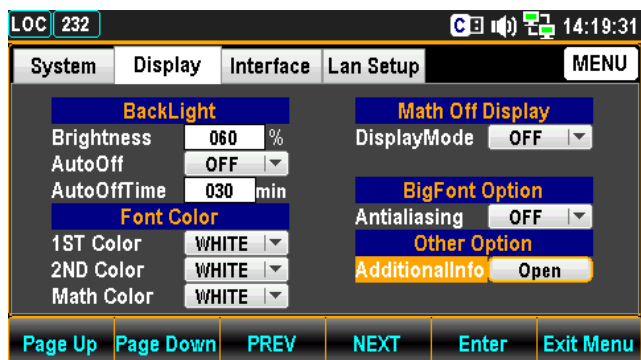 LOC 232 C 14:19:31
System Display Interface Lan Setup MENU
BackLight
Brightness 060 %
AutoOff OFF
AutoOffTime 030 min
Font Color
1ST Color WHITE
2ND Color WHITE
Math Color WHITE
Math Off Display
DisplayMode OFF
BigFont Option
Antialiasing OFF
Other Option
AdditionalInfo Open
Page Up Page Down PREV NEXT Enter Exit Menu